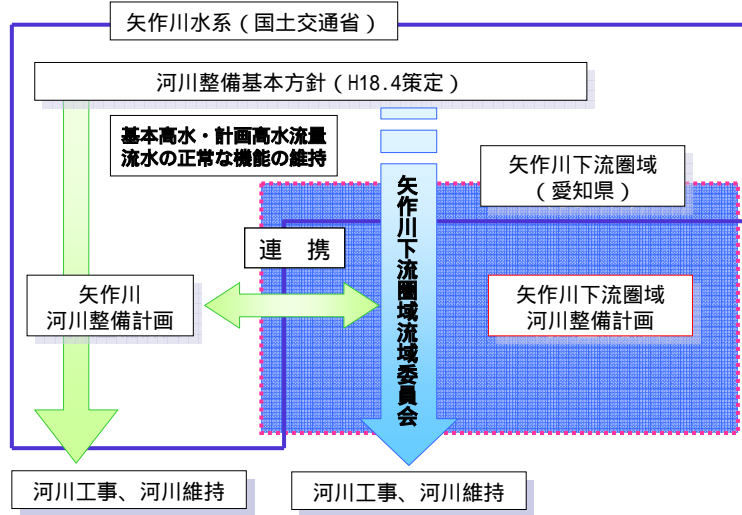 矢作川水系(国土交通省)
河川整備基本方針(H18.4策定)
基本高水・計画高水流量
流水の正常な機能の維持
矢作川下流圏域
(愛知県)
矢作川下流圏域流域委員会
連 携
矢作川
河川整備計画
矢作川下流圏域
河川整備計画
河川工事、河川維持
河川工事、河川維持